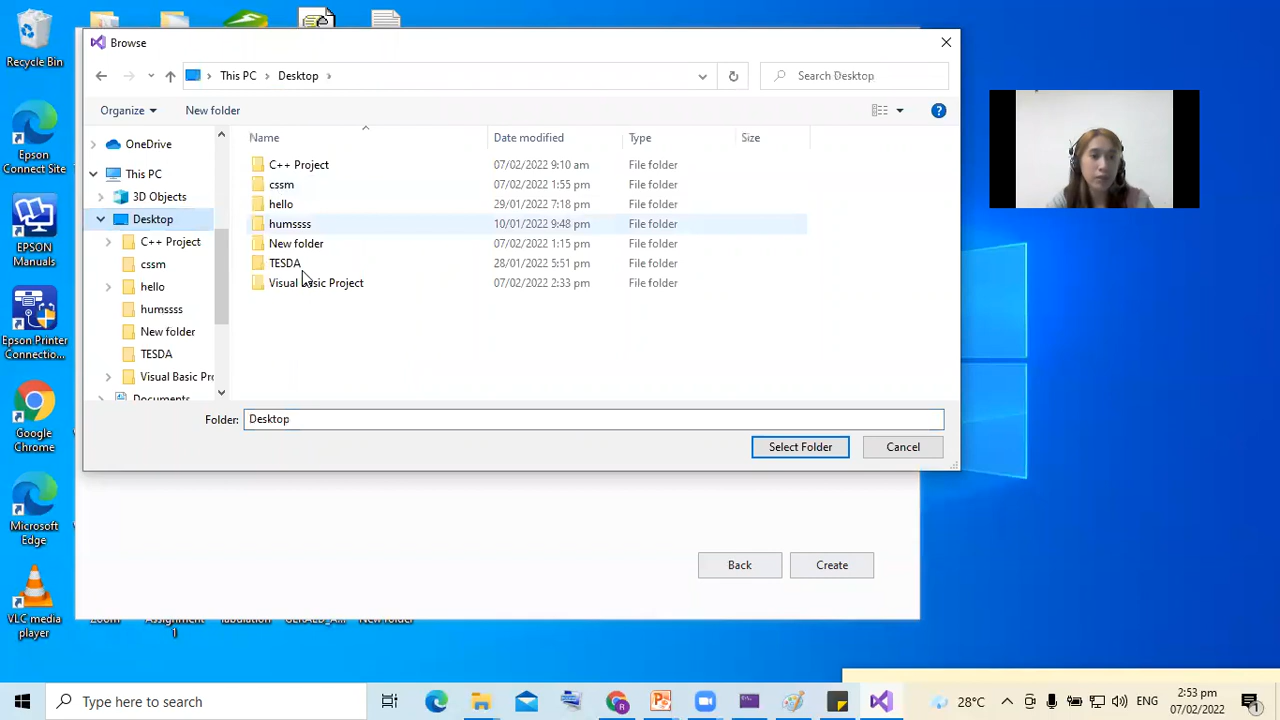 Recycle Bin
Epson
Connect Site
EPSON
Manuals
Epson Printer
Connectio...
Google
Chrome
Microsoft
Edge
VLC media
player
Browse
This PC
Desktop
Search Desktop
Organize
New folder
OneDrive
This PC
3D Objects
Desktop
C++ Project
cssm
hello
humssss
New folder
TESDA
Visual Basic Pr
Documents
Name Date modified Type Size
C++ Project 07/02/2022 9:10 am File folder
cssm 07/02/2022 1:55 pm File folder
hello 29/01/2022 7:18 pm File folder
humssss 10/01/2022 9:48 pm File folder
New folder 07/02/2022 1:15 pm File folder
TESDA 28/01/2022 5:51 pm File folder
Visual Basic Project 07/02/2022 2:33 pm File folder
Folder: Desktop
Select Folder Cancel
Back Create
Zoom Assignment New folder
1
Type here to search
28°C
ENG
2:53 pm
07/02/2022